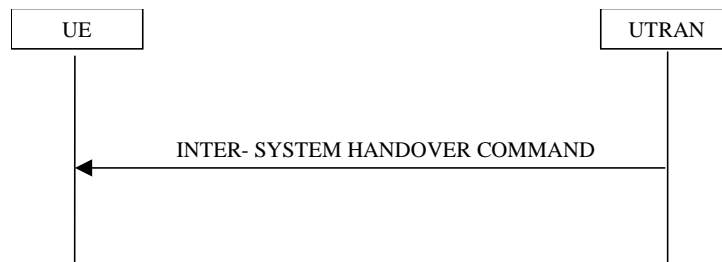 UE
UTRAN
INTER- SYSTEM HANDOVER COMMAND